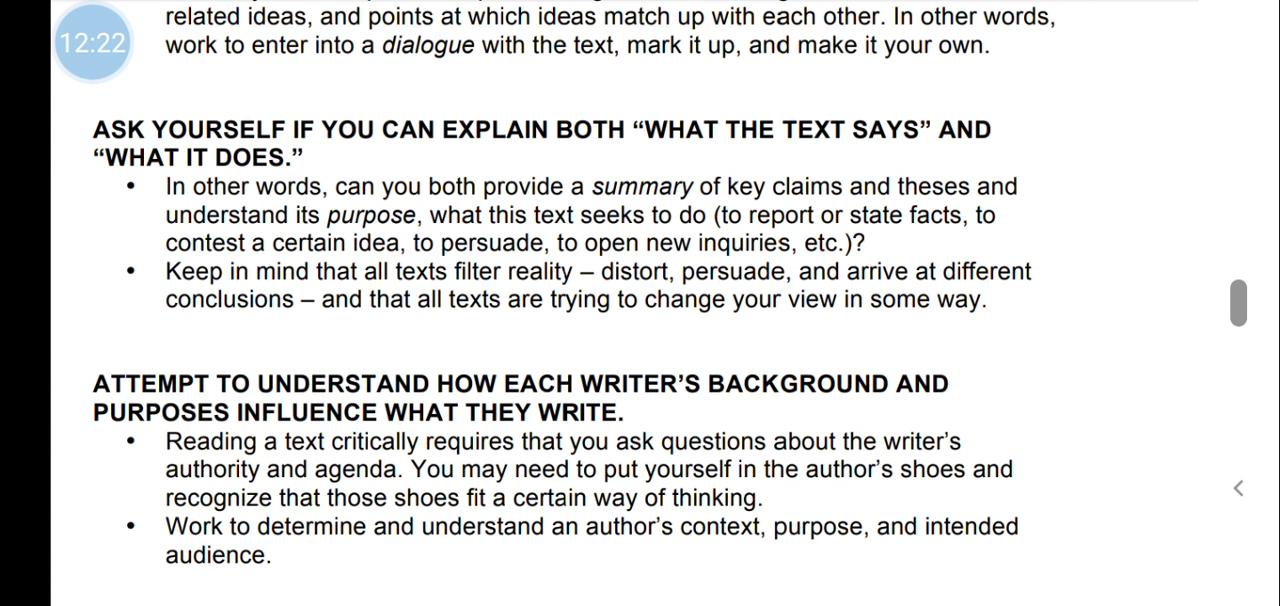 related ideas, and points at which ideas match up with each other. In other words,
12:22
work to enter into a dialogue with the text, mark it up, and make it your own.
ASK YOURSELF IF YOU CAN EXPLAIN BOTH “WHAT THE TEXT SAYS” AND
“WHAT IT DOES.”
• In other words, can you both provide a summary of key claims and theses and
understand its purpose, what this text seeks to do (to report or state facts, to
contest a certain idea, to persuade, to open new inquiries, etc.)?
• Keep in mind that all texts filter reality – distort, persuade, and arrive at different
conclusions – and that all texts are trying to change your view in some way.
ATTEMPT TO UNDERSTAND HOW EACH WRITER’S BACKGROUND AND
PURPOSES INFLUENCE WHAT THEY WRITE.
• Reading a text critically requires that you ask questions about the writer’s
authority and agenda. You may need to put yourself in the author’s shoes and
recognize that those shoes fit a certain way of thinking.
• Work to determine and understand an author’s context, purpose, and intended
audience.